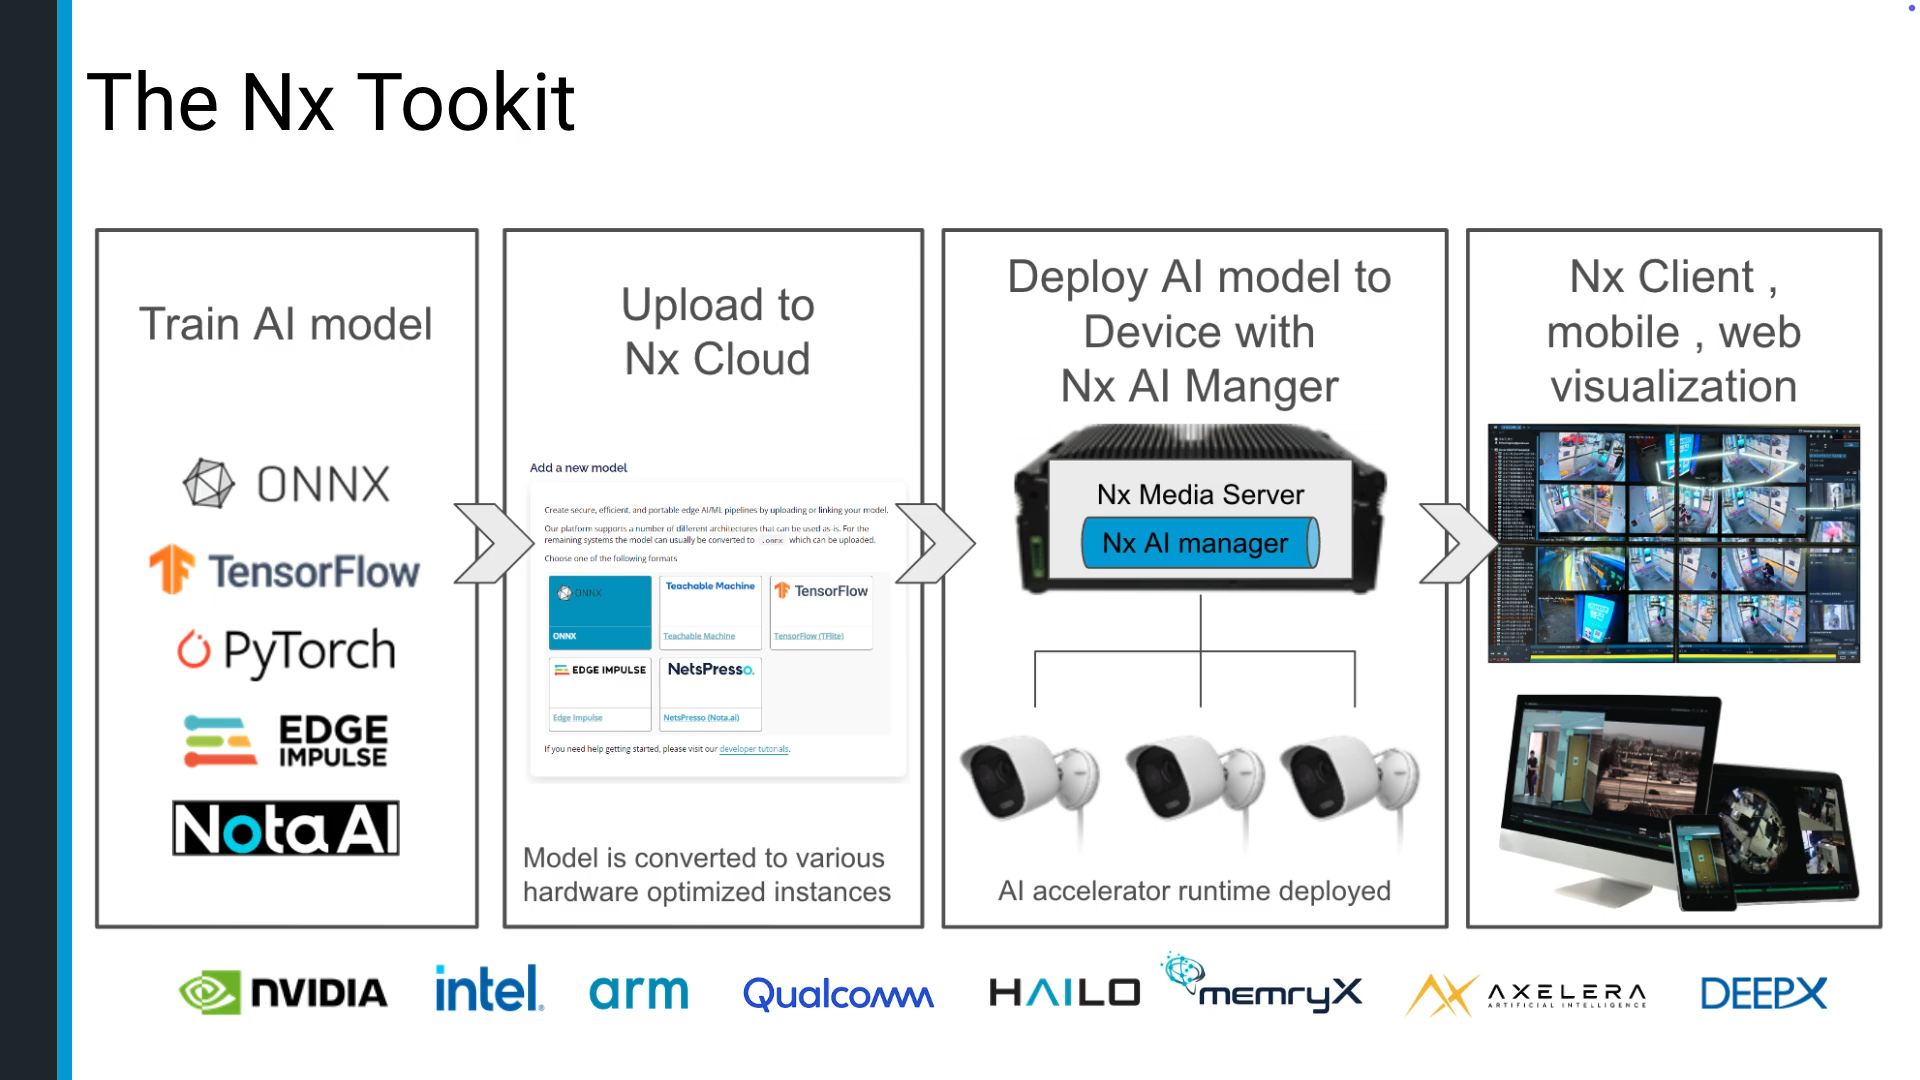 The Nx Tookit
Train AI model
ONNX
TensorFlow
PyTorch
EDGE
IMPULSE
Nota AI
Upload to
Nx Cloud
Add a new model
Create secure, efficient, and portable edge AI/ML pipelines by uploading or linking your model.
Our platform supports a number of different architectures that can be used as-is. For the
remaining systems the model can usually be converted to .onnx which can be uploaded.
Choose one of the following formats
ONNX
ONNX
Teachable Machine
Teachable Machine
TensorFlow
TensorFlow (TFlite)
EDGE IMPULSE
Edge Impulse
NetsPresso.
NetsPresso (Nota.ai)
If you need help getting started, please visit our developer tutorials.
Model is converted to various
hardware optimized instances
Deploy AI model to
Device with
Nx AI Manger
Nx Media Server
Nx AI manager
AI accelerator runtime deployed
Nx Client ,
mobile , web
visualization
NVIDIA
intel.
arm
Qualcomm
HAILO
memryX
AXELERA
ARTIFICIAL INTELLIGENCE
DEEPX